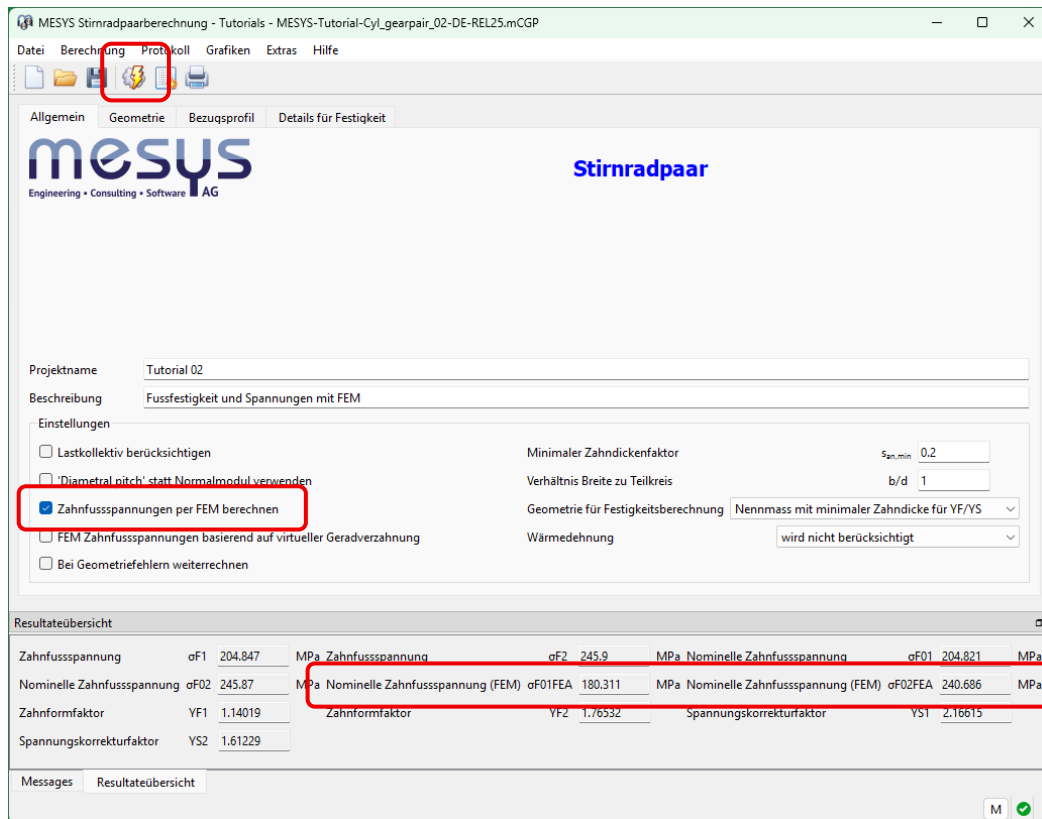 MESYS Stirnradpaarberechnung - Tutorials - MESYS-Tutorial-Cyl_gearpair_02-DE-REL25.mCGP
Datei Berechnung Protokoll Grafiken Extras Hilfe
Allgemein Geometrie Bezugsprofil Details für Festigkeit
mesys
Engineering • Consulting • Software AG
Stirnradpaar
Projektname Tutorial 02
Beschreibung Fussfestigkeit und Spannungen mit FEM
Einstellungen
Lastkollektiv berücksichtigen Minimaler Zahndickenfaktor san,min 0.2
'Diametral pitch' statt Normalmodul verwenden Verhältnis Breite zu Teilkreis b/d 1
Zahnfussspannungen per FEM berechnen Geometrie für Festigkeitsberechnung Nennmass mit minimaler Zahndicke für YF/YS
FEM Zahnfussspannungen basierend auf virtueller Geradverzahnung Wärmedehnung wird nicht berücksichtigt
Bei Geometriefehlern weiterrechnen
Resultateübersicht
Zahnfussspannung σF1 204.847 MPa Zahnfussspannung σF2 245.9 MPa Nominelle Zahnfussspannung σF01 204.821 MPa
Nominelle Zahnfussspannung σF02 245.87 MPa Nominelle Zahnfussspannung (FEM) σF01FEA 180.311 MPa Nominelle Zahnfussspannung (FEM) σF02FEA 240.686 MPa
Zahnformfaktor YF1 1.14019 Zahnformfaktor YF2 1.76532 Spannungskorrekturfaktor YS1 2.16615
Spannungskorrekturfaktor YS2 1.61229
Messages Resultateübersicht
M